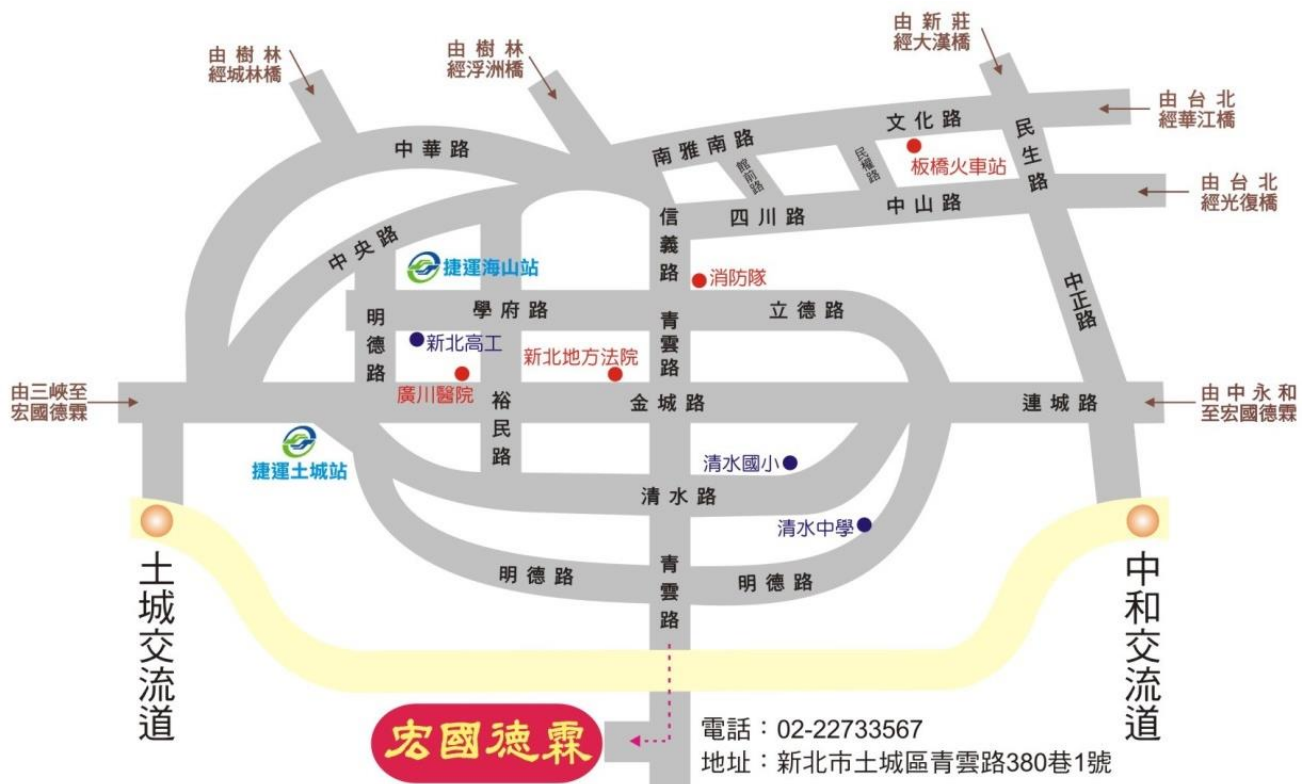 由新莊
經大漢橋
由樹林
經城林橋
由樹林
經浮洲橋
由台北
經華江橋
文化路
南雅南路
中華路
民生路
館前路
民權路
板橋火車站
由台北
經光復橋
信義路
四川路
中山路
中央路
捷運海山站
消防隊
中正路
學府路
立德路
明德路
青雲路
新北高工
新北地方法院
廣川醫院
由三峽至
宏國德霖
裕民路
金城路
連城路
由中永和
至宏國德霖
捷運土城站
清水國小
清水路
清水中學
明德路
青雲路
明德路
土城交流道
中和交流道
宏國德霖
電話：02-22733567
地址：新北市土城區青雲路380巷1號